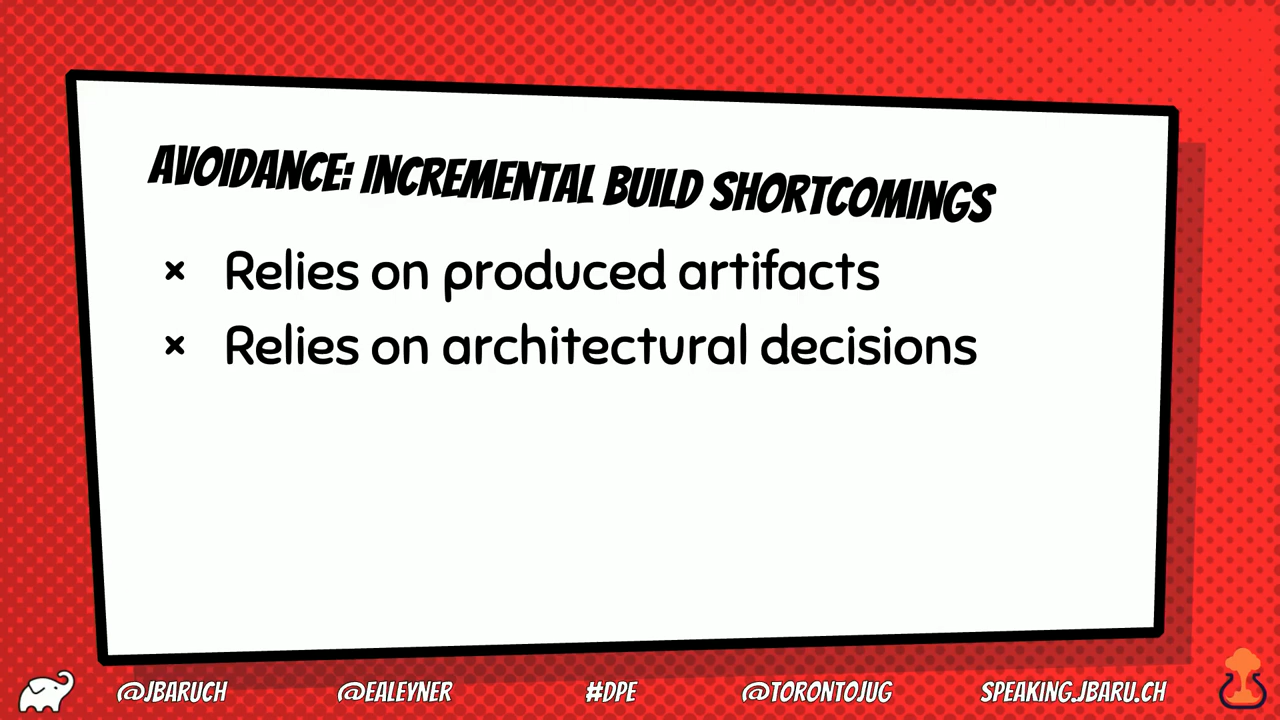 AVOIDANCE: INCREMENTAL BUILD SHORTCOMINGS
× Relies on produced artifacts
× Relies on architectural decisions
@JBARUCH @EALEYNER #DPE @TORONTOJUG SPEAKING.JBARU.CH